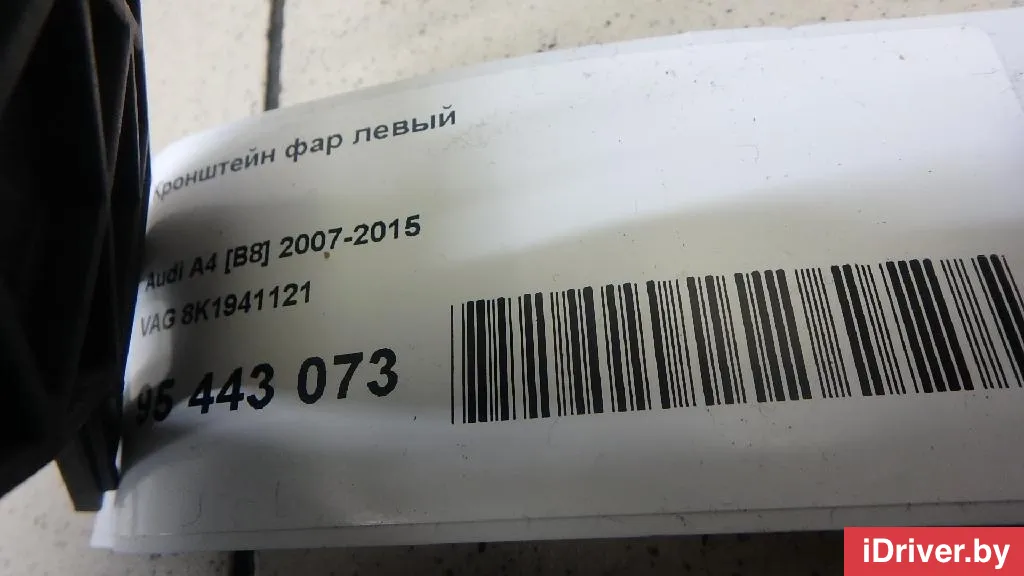 Кронштейн фар левый
Audi A4 [B8] 2007-2015
VAG 8K1941121
95 443 073
iDriver.by